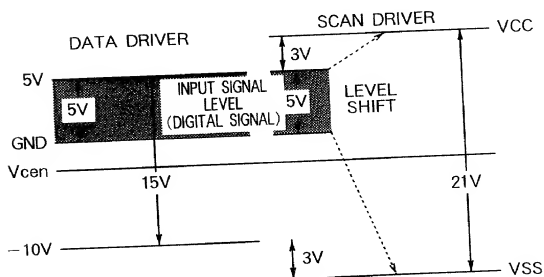 SCAN DRIVER
VCC
DATA DRIVER
3V
5V
5V
INPUT SIGNAL
LEVEL
(DIGITAL SIGNAL)
5V
LEVEL
SHIFT
GND
Vcen
15V
21V
-10V
3V
VSS